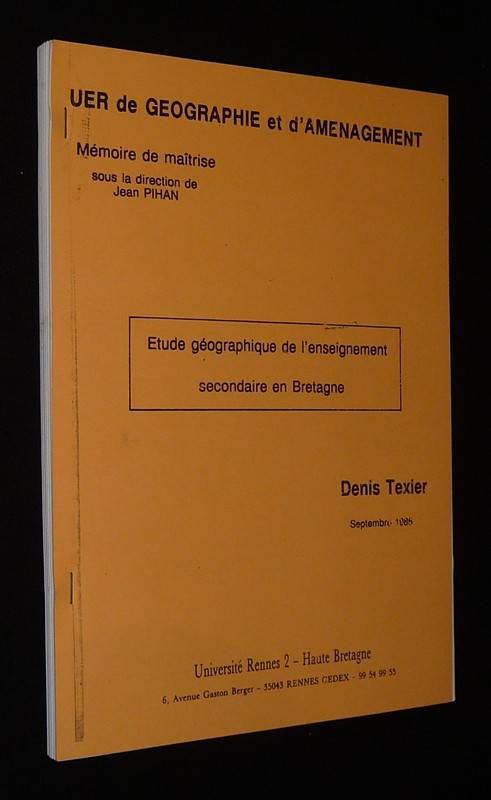 UER de GEOGRAPHIE et d'AMENAGEMENT
Mémoire de maîtrise
sous la direction de
Jean PIHAN
Etude géographique de l'enseignement
secondaire en Bretagne
Denis Texier
Septembre
Université Rennes 2 - Haute Bretagne
6, Avenue Gaston Berger - 35043 RENNES CEDEX - 99 54 99 55